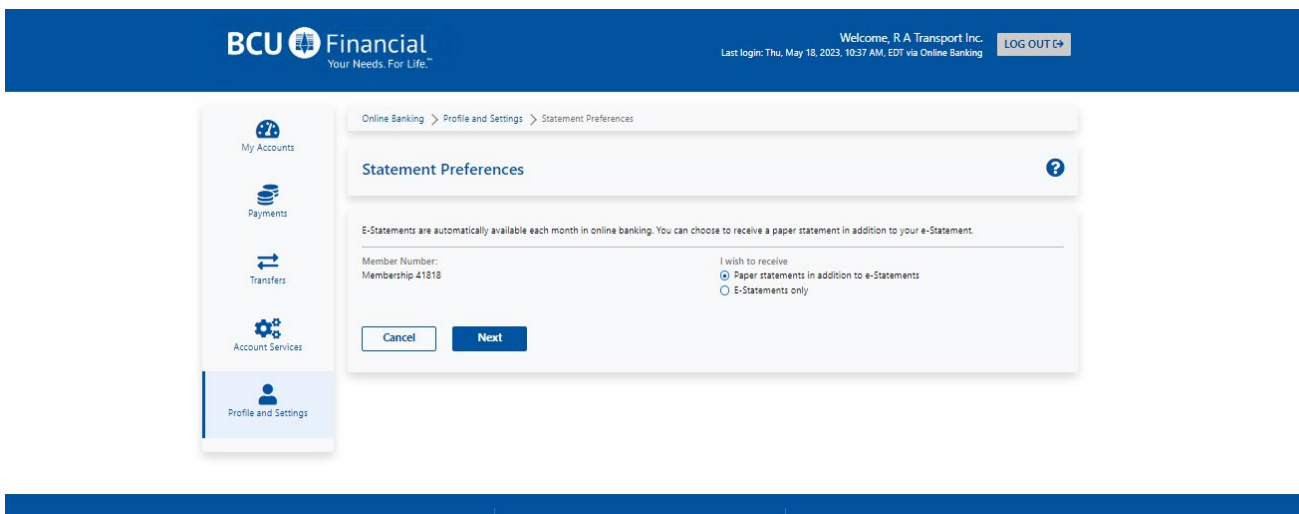 BCU Financial
Your Needs. For Life.™
Welcome, R A Transport Inc.
Last login: Thu, May 18, 2023, 10:37 AM, EDT via Online Banking
LOG OUT
My Accounts
Payments
Transfers
Account Services
Profile and Settings
Online Banking > Profile and Settings > Statement Preferences
Statement Preferences
?
E-Statements are automatically available each month in online banking. You can choose to receive a paper statement in addition to your e-Statement.
Member Number:
Membership 41818
I wish to receive
Paper statements in addition to e-Statements
E-Statements only
Cancel
Next